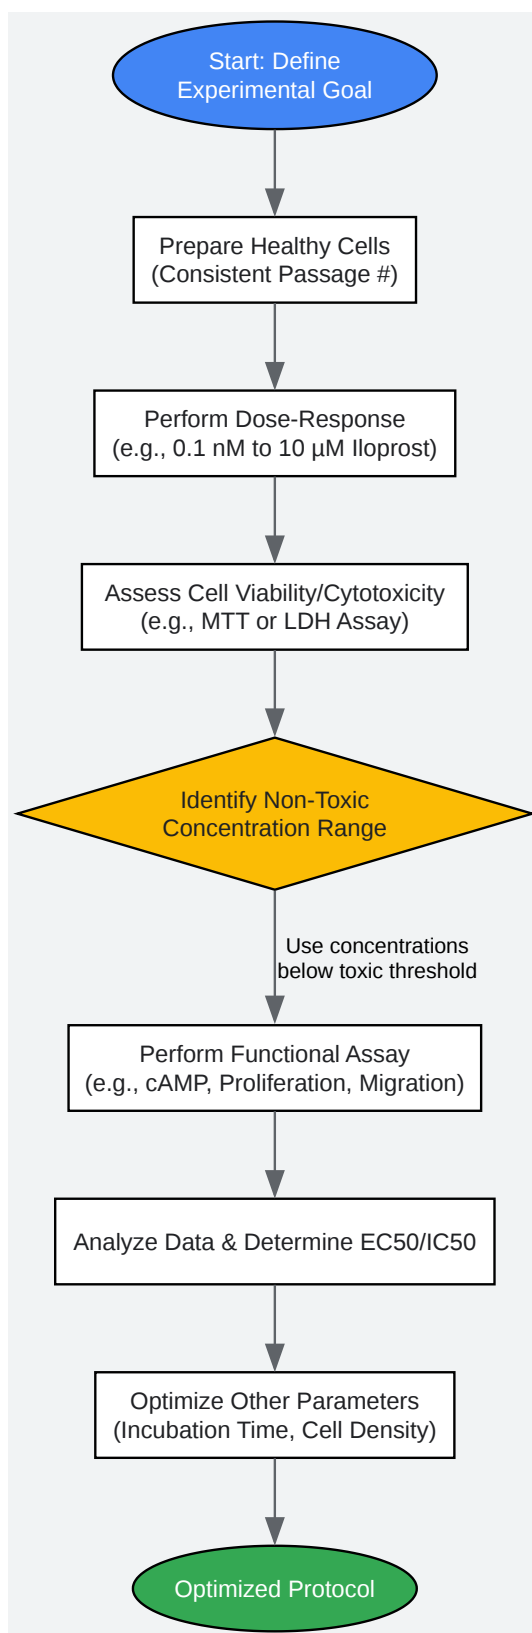 Start: Define
Experimental Goal
Prepare Healthy Cells
(Consistent Passage #)
Perform Dose-Response
(e.g., 0.1 nM to 10 µM Iloprost)
Assess Cell Viability/Cytotoxicity
(e.g., MTT or LDH Assay)
Identify Non-Toxic
Concentration Range
Use concentrations
below toxic threshold
Perform Functional Assay
(e.g., cAMP, Proliferation, Migration)
Analyze Data & Determine EC50/IC50
Optimize Other Parameters
(Incubation Time, Cell Density)
Optimized Protocol